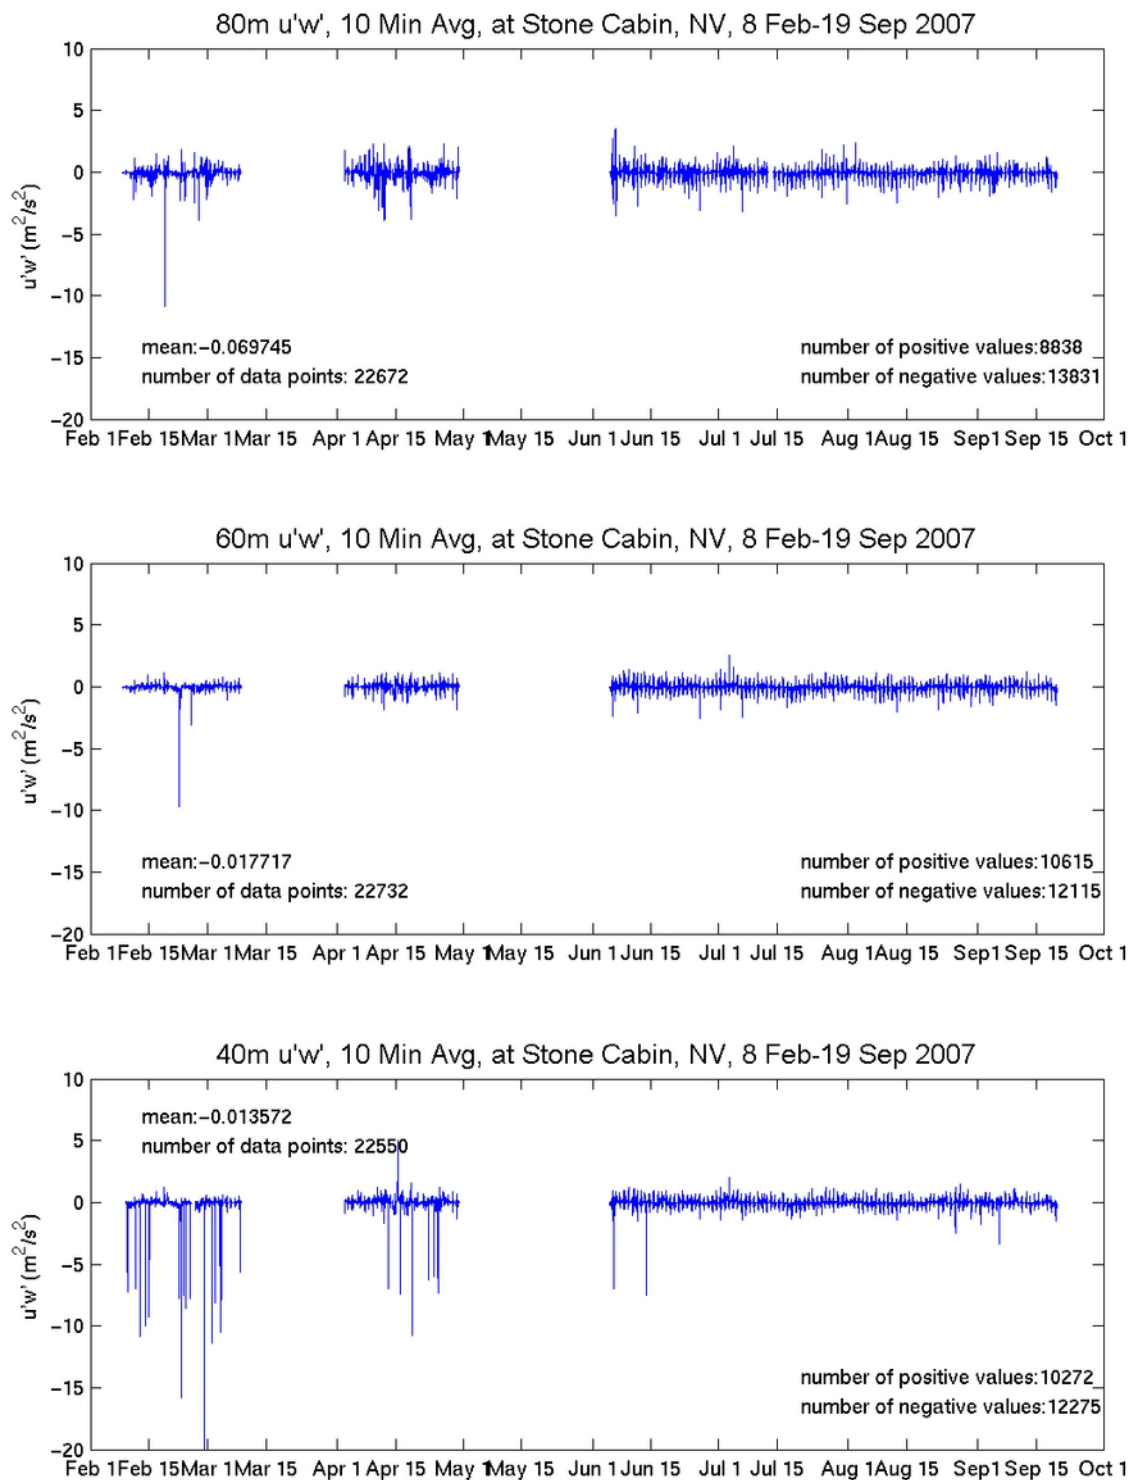 80m u'w', 10 Min Avg, at Stone Cabin, NV, 8 Feb-19 Sep 2007
10
5
0
−5
−10
−15
−20
u'w' (m²/s²)
mean:−0.069745
number of data points: 22672
number of positive values:8838
number of negative values:13831
Feb 1 Feb 15 Mar 1 Mar 15 Apr 1 Apr 15 May 1 May 15 Jun 1 Jun 15 Jul 1 Jul 15 Aug 1 Aug 15 Sep1 Sep 15 Oct 1
60m u'w', 10 Min Avg, at Stone Cabin, NV, 8 Feb-19 Sep 2007
10
5
0
−5
−10
−15
−20
u'w' (m²/s²)
mean:−0.017717
number of data points: 22732
number of positive values:10615
number of negative values:12115
Feb 1 Feb 15 Mar 1 Mar 15 Apr 1 Apr 15 May 1 May 15 Jun 1 Jun 15 Jul 1 Jul 15 Aug 1 Aug 15 Sep1 Sep 15 Oct 1
40m u'w', 10 Min Avg, at Stone Cabin, NV, 8 Feb-19 Sep 2007
10
5
0
−5
−10
−15
−20
u'w' (m²/s²)
mean:−0.013572
number of data points: 22550
number of positive values:10272
number of negative values:12275
Feb 1 Feb 15 Mar 1 Mar 15 Apr 1 Apr 15 May 1 May 15 Jun 1 Jun 15 Jul 1 Jul 15 Aug 1 Aug 15 Sep1 Sep 15 Oct 1